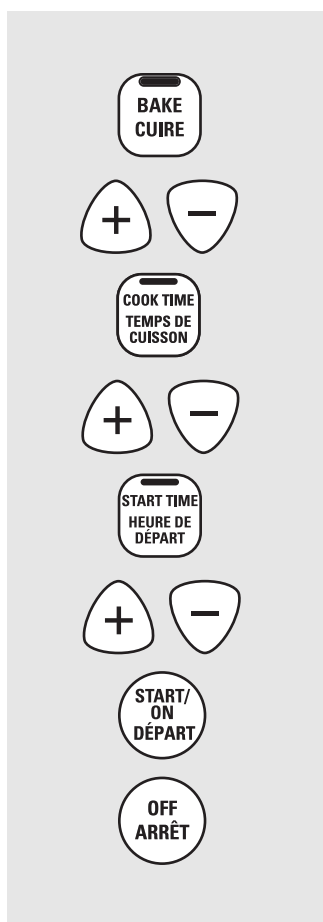 BAKE
CUIRE
+ −
COOK TIME
TEMPS DE
CUISSON
+ −
START TIME
HEURE DE
DÉPART
+ −
START/
ON
DÉPART
OFF
ARRÊT